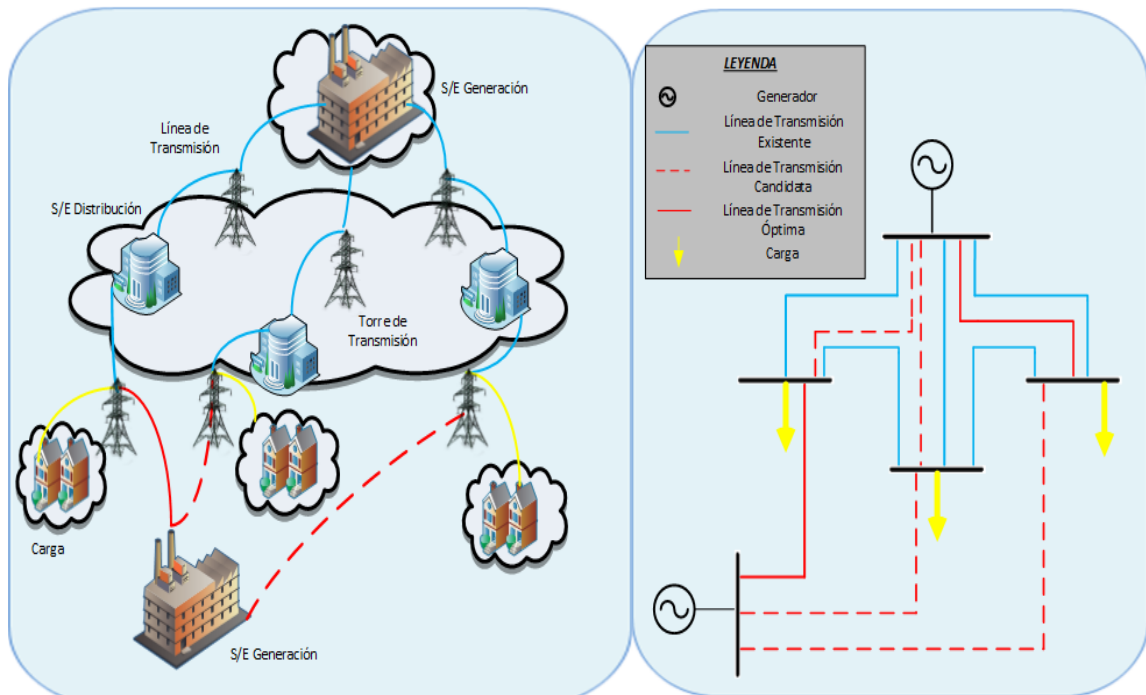 S/E Generación
Línea de
Transmisión
S/E Distribución
Torre de
Transmisión
Carga
S/E Generación
LEYENDA
Generador
Línea de Transmisión
Existente
Línea de Transmisión
Candidata
Línea de Transmisión
Óptima
Carga